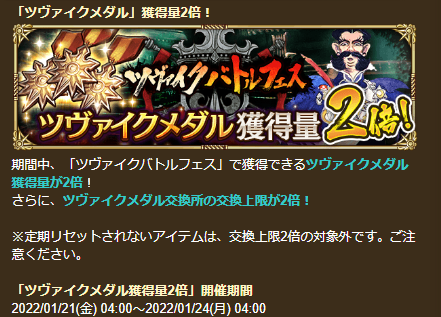 「ツヴァイクメダル」獲得量2倍！
ツヴァイクバトルフェス
ツヴァイクメダル獲得量2倍!
期間中、「ツヴァイクバトルフェス」で獲得できるツヴァイクメダル
獲得量が2倍！
さらに、ツヴァイクメダル交換所の交換上限が2倍！
※定期リセットされないアイテムは、交換上限2倍の対象外です。ご注
意ください。
「ツヴァイクメダル獲得量2倍」開催期間
2022/01/21(金) 04:00～2022/01/24(月) 04:00